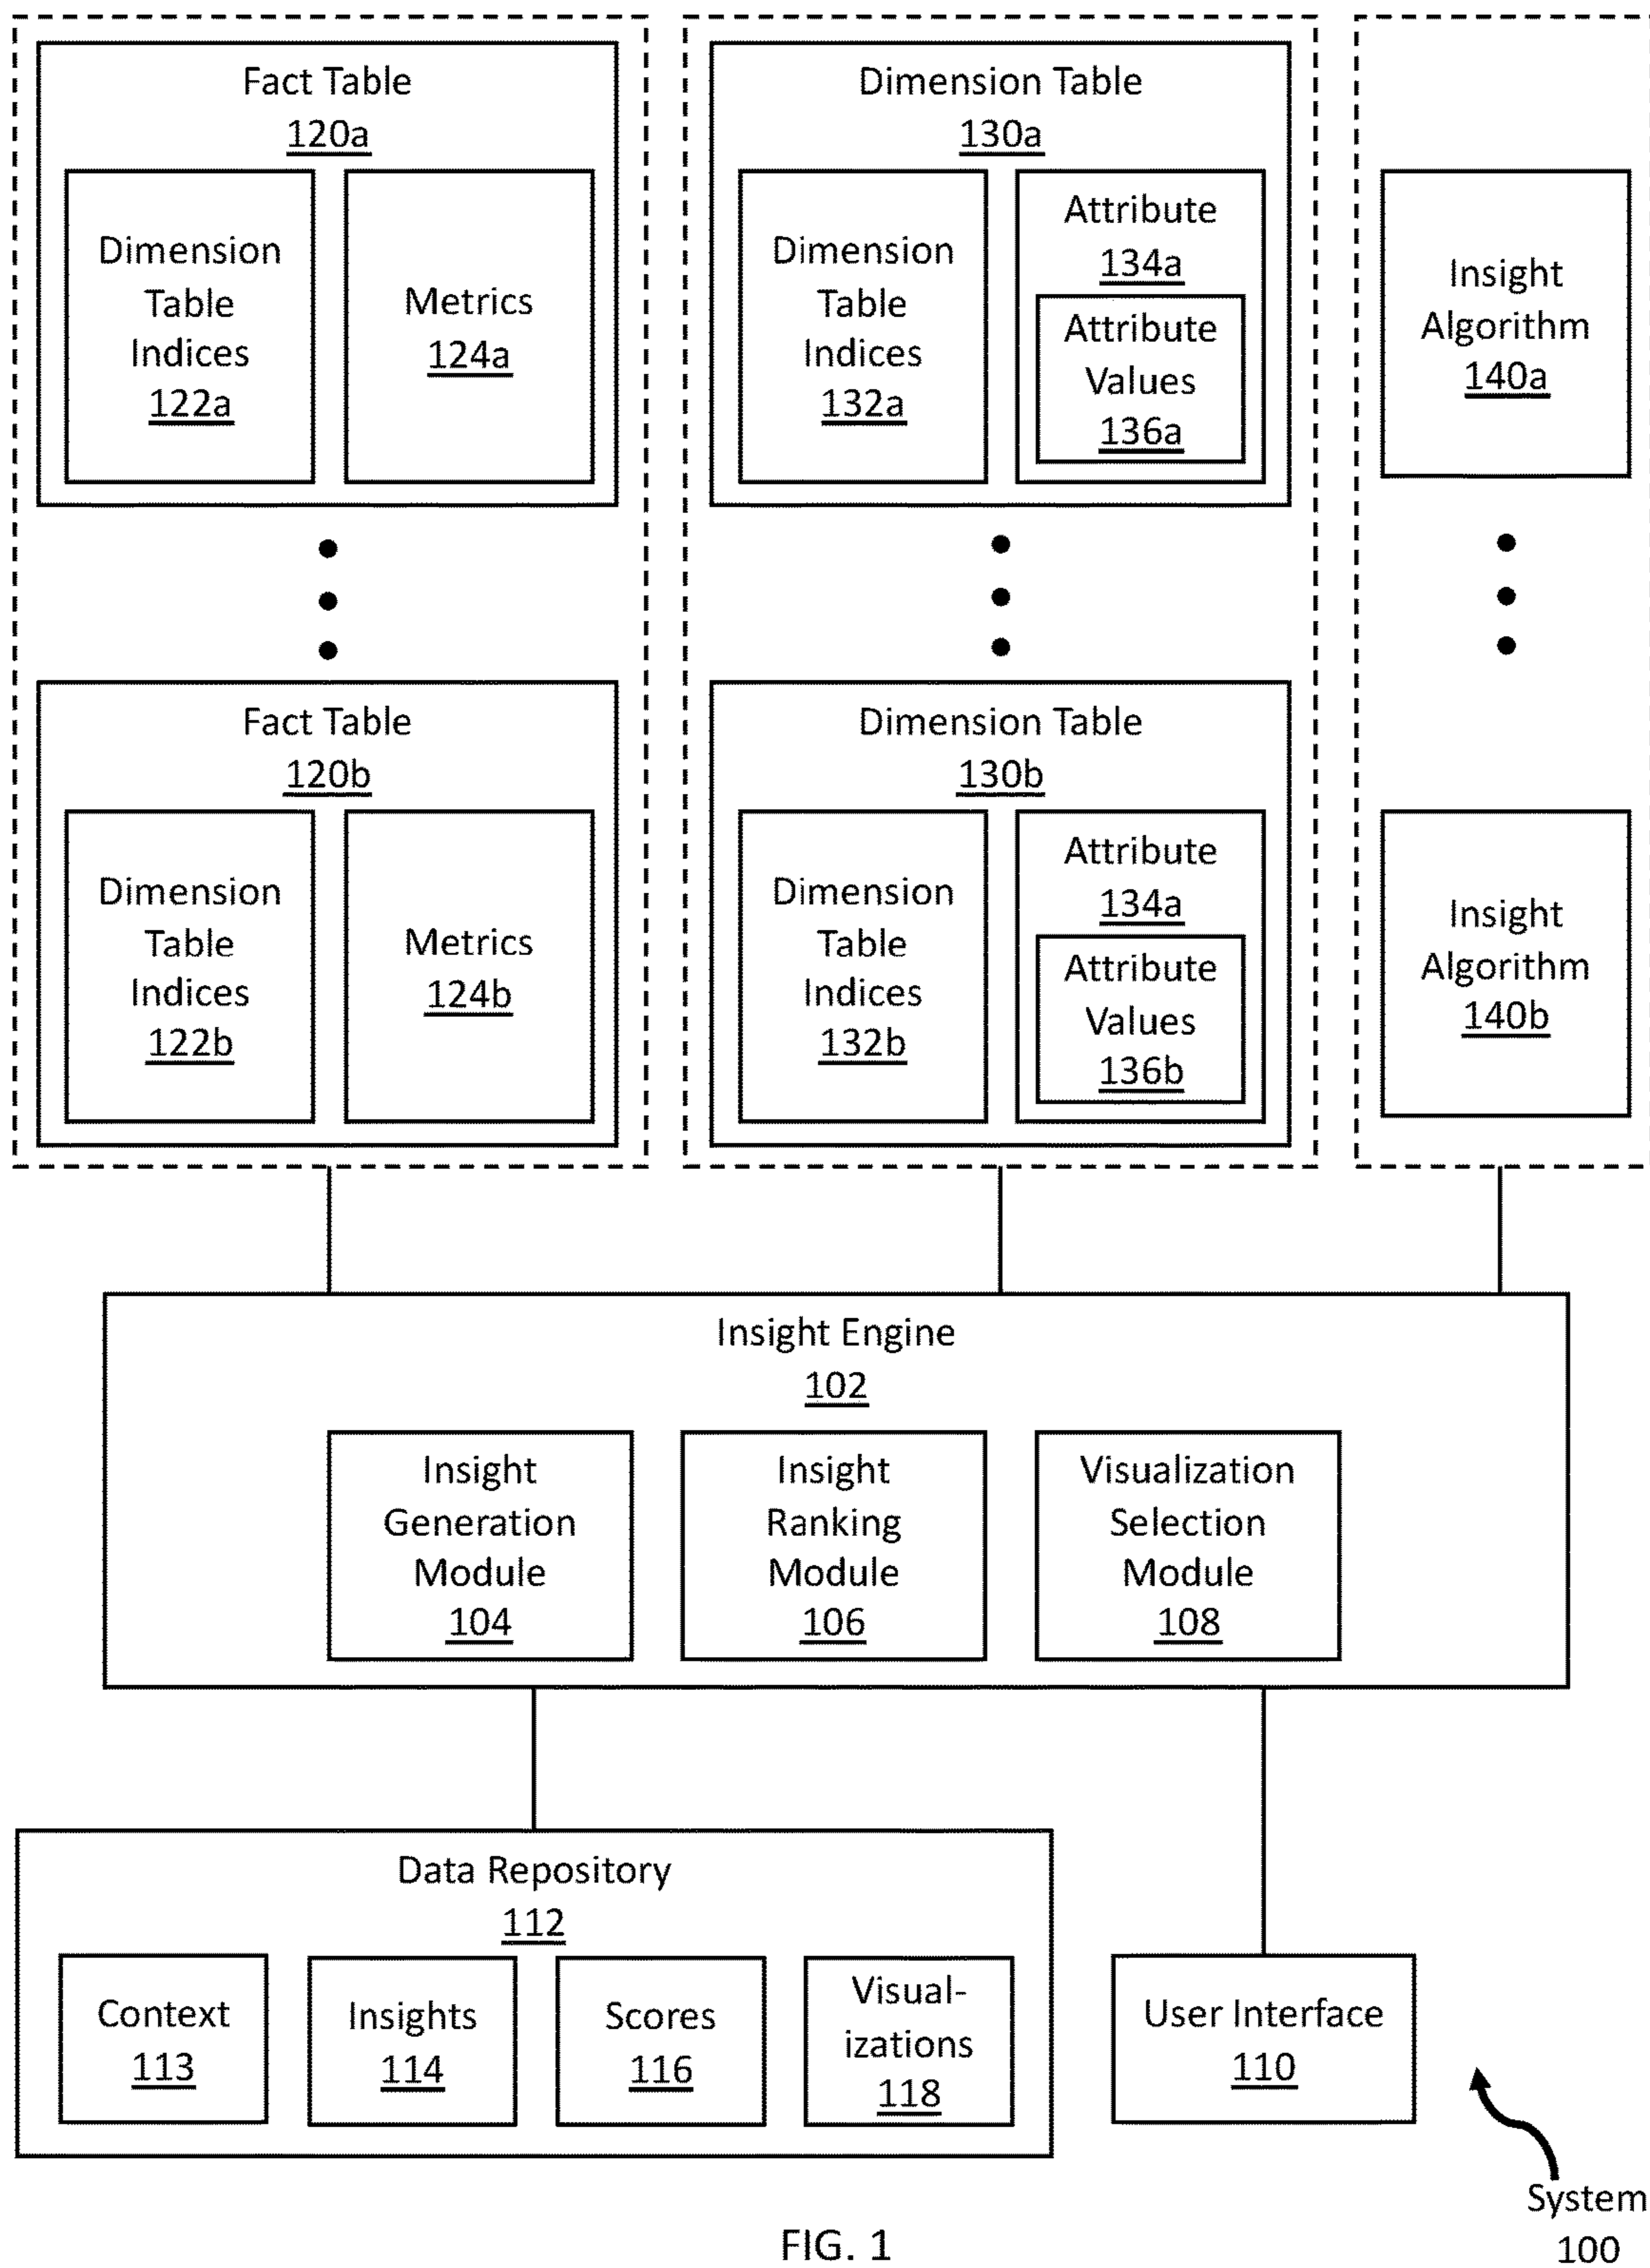 Fact Table
120a
Dimension
Table
Indices
122a
Metrics
124a
Dimension Table
130a
Dimension
Table
Indices
132a
Attribute
134a
Attribute
Values
136a
Insight
Algorithm
140a
Fact Table
120b
Dimension
Table
Indices
122b
Metrics
124b
Dimension Table
130b
Dimension
Table
Indices
132b
Attribute
134a
Attribute
Values
136b
Insight
Algorithm
140b
Insight Engine
102
Insight
Generation
Module
104
Insight
Ranking
Module
106
Visualization
Selection
Module
108
Data Repository
112
Context
113
Insights
114
Scores
116
Visual-
izations
118
User Interface
110
System
100
FIG. 1